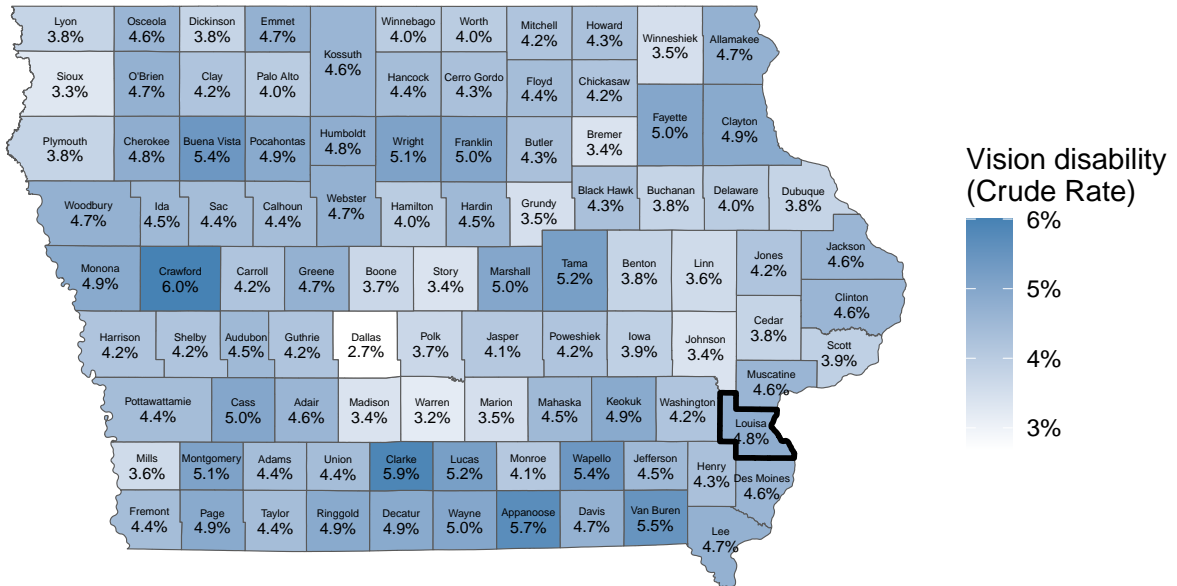 Lyon
3.8%
Osceola
4.6%
Dickinson
3.8%
Emmet
4.7%
Kossuth
4.6%
Winnebago
4.0%
Worth
4.0%
Mitchell
4.2%
Howard
4.3%
Winneshiek
3.5%
Allamakee
4.7%
Sioux
3.3%
O'Brien
4.7%
Clay
4.2%
Palo Alto
4.0%
Hancock
4.4%
Cerro Gordo
4.3%
Floyd
4.4%
Chickasaw
4.2%
Fayette
5.0%
Clayton
4.9%
Plymouth
3.8%
Cherokee
4.8%
Buena Vista
5.4%
Pocahontas
4.9%
Humboldt
4.8%
Wright
5.1%
Franklin
5.0%
Butler
4.3%
Bremer
3.4%
Woodbury
4.7%
Ida
4.5%
Sac
4.4%
Calhoun
4.4%
Webster
4.7%
Hamilton
4.0%
Hardin
4.5%
Grundy
3.5%
Black Hawk
4.3%
Buchanan
3.8%
Delaware
4.0%
Dubuque
3.8%
Monona
4.9%
Crawford
6.0%
Carroll
4.2%
Greene
4.7%
Boone
3.7%
Story
3.4%
Marshall
5.0%
Tama
5.2%
Benton
3.8%
Linn
3.6%
Jones
4.2%
Jackson
4.6%
Clinton
4.6%
Harrison
4.2%
Shelby
4.2%
Audubon
4.5%
Guthrie
4.2%
Dallas
2.7%
Polk
3.7%
Jasper
4.1%
Poweshiek
4.2%
Iowa
3.9%
Johnson
3.4%
Cedar
3.8%
Scott
3.9%
Muscatine
4.6%
Pottawattamie
4.4%
Cass
5.0%
Adair
4.6%
Madison
3.4%
Warren
3.2%
Marion
3.5%
Mahaska
4.5%
Keokuk
4.9%
Washington
4.2%
Louisa
4.8%
Mills
3.6%
Montgomery
5.1%
Adams
4.4%
Union
4.4%
Clarke
5.9%
Lucas
5.2%
Monroe
4.1%
Wapello
5.4%
Jefferson
4.5%
Henry
4.3%
Des Moines
4.6%
Fremont
4.4%
Page
4.9%
Taylor
4.4%
Ringgold
4.9%
Decatur
4.9%
Wayne
5.0%
Appanoose
5.7%
Davis
4.7%
Van Buren
5.5%
Lee
4.7%
Vision disability
(Crude Rate)
6%
5%
4%
3%